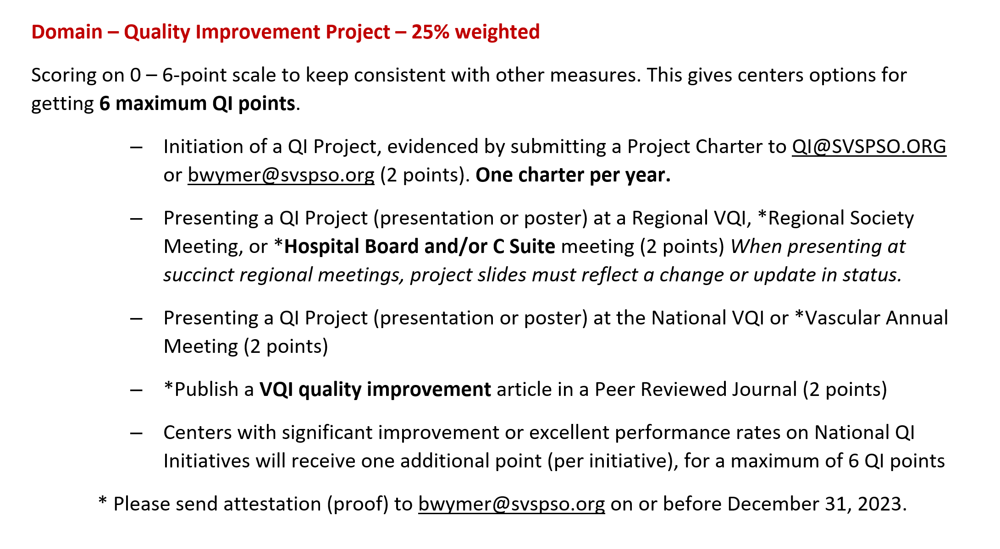 Domain – Quality Improvement Project – 25% weighted
Scoring on 0 – 6-point scale to keep consistent with other measures. This gives centers options for
getting 6 maximum QI points.
– Initiation of a QI Project, evidenced by submitting a Project Charter to QI@SVSPSO.ORG
or bwymer@svspso.org (2 points). One charter per year.
– Presenting a QI Project (presentation or poster) at a Regional VQI, *Regional Society
Meeting, or *Hospital Board and/or C Suite meeting (2 points) When presenting at
succinct regional meetings, project slides must reflect a change or update in status.
– Presenting a QI Project (presentation or poster) at the National VQI or *Vascular Annual
Meeting (2 points)
– *Publish a VQI quality improvement article in a Peer Reviewed Journal (2 points)
– Centers with significant improvement or excellent performance rates on National QI
Initiatives will receive one additional point (per initiative), for a maximum of 6 QI points
* Please send attestation (proof) to bwymer@svspso.org on or before December 31, 2023.